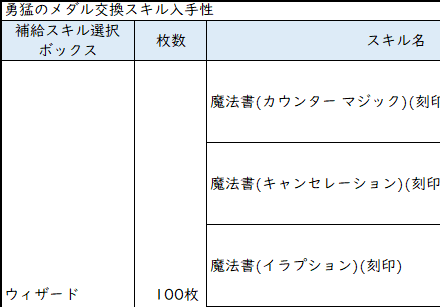 勇猛のメダル交換スキル入手性
補給スキル選択
ボックス
枚数
スキル名
魔法書(カウンター マジック)(刻印
魔法書(キャンセレーション)(刻印
魔法書(イラプション)(刻印)
ウィザード
100枚